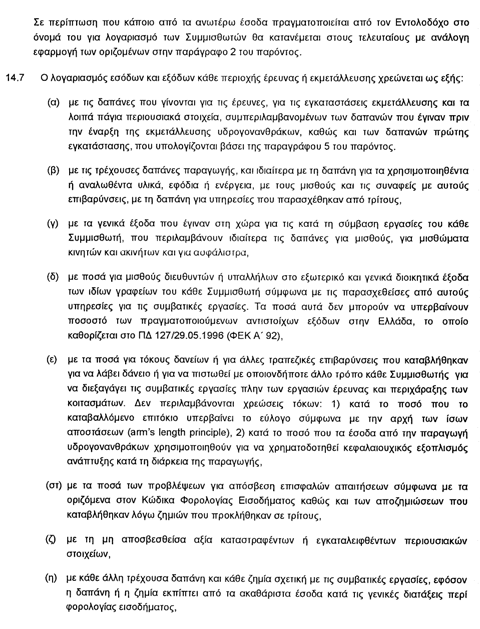 Σε περίπτωση που κάποιο από τα ανωτέρω έσοδα πραγματοποιείται από τον Εντολοδόχο στο
όνομά του για λογαριασμό των Συμμισθωτών θα κατανέμεται στους τελευταίους με ανάλογη
εφαρμογή των οριζομένων στην παράγραφο 2 του παρόντος.
14.7 Ο λογαριασμός εσόδων και εξόδων κάθε περιοχής έρευνας ή εκμετάλλευσης χρεώνεται ως εξής:
(α) με τις δαπάνες που γίνονται για τις έρευνες, για τις εγκαταστάσεις εκμετάλλευσης και τα
λοιπά πάγια περιουσιακά στοιχεία, συμπεριλαμβανομένων των δαπανών που έγιναν πριν
την έναρξη της εκμετάλλευσης υδρογονανθράκων, καθώς και των δαπανών πρώτης
εγκατάστασης, που υπολογίζονται βάσει της παραγράφου 5 του παρόντος.
(β) με τις τρέχουσες δαπάνες παραγωγής, και ιδιαίτερα με τη δαπάνη για τα χρησιμοποιηθέντα
ή αναλωθέντα υλικά, εφόδια ή ενέργεια, με τους μισθούς και τις συναφείς με αυτούς
επιβαρύνσεις, με τη δαπάνη για υπηρεσίες που παρασχέθηκαν από τρίτους,
(γ) με τα γενικά έξοδα που έγιναν στη χώρα για τις κατά τη σύμβαση εργασίες του κάθε
Συμμισθωτή, που περιλαμβάνουν ιδιαίτερα τις δαπάνες για μισθούς, για μισθώματα
κινητών και ακινήτων και για ασφάλιστρα,
(δ) με ποσά για μισθούς διευθυντών ή υπαλλήλων στο εξωτερικό και γενικά διοικητικά έξοδα
των ιδίων γραφείων του κάθε Συμμισθωτή σύμφωνα με τις παρασχεθείσες από αυτούς
υπηρεσίες για τις συμβατικές εργασίες. Τα ποσά αυτά δεν μπορούν να υπερβαίνουν
ποσοστό των πραγματοποιούμενων αντιστοίχων εξόδων στην Ελλάδα, το οποίο
καθορίζεται στο ΠΔ 127/29.05.1996 (ΦΕΚ Α΄ 92),
(ε) με τα ποσά για τόκους δανείων ή για άλλες τραπεζικές επιβαρύνσεις που καταβλήθηκαν
για να λάβει δάνειο ή για να πιστωθεί με οποιονδήποτε άλλο τρόπο κάθε Συμμισθωτής για
να διεξαγάγει τις συμβατικές εργασίες πλην των εργασιών έρευνας και περιχάραξης των
κοιτασμάτων. Δεν περιλαμβάνονται χρεώσεις τόκων: 1) κατά το ποσό που το
καταβαλλόμενο επιτόκιο υπερβαίνει το εύλογο σύμφωνα με την αρχή των ίσων
αποστάσεων (arm's length principle), 2) κατά το ποσό που τα έσοδα από την παραγωγή
υδρογονανθράκων χρησιμοποιηθούν για να χρηματοδοτηθεί κεφαλαιουχικός εξοπλισμός
ανάπτυξης κατά τη διάρκεια της παραγωγής,
(στ) με τα ποσά των προβλέψεων για απόσβεση επισφαλών απαιτήσεων σύμφωνα με τα
οριζόμενα στον Κώδικα Φορολογίας Εισοδήματος καθώς και των αποζημιώσεων που
καταβλήθηκαν λόγω ζημιών που προκλήθηκαν σε τρίτους,
(ζ) με τη μη αποσβεσθείσα αξία καταστραφέντων ή εγκαταλειφθέντων περιουσιακών
στοιχείων,
(η) με κάθε άλλη τρέχουσα δαπάνη και κάθε ζημία σχετική με τις συμβατικές εργασίες, εφόσον
η δαπάνη ή η ζημία εκπίπτει από τα ακαθάριστα έσοδα κατά τις γενικές διατάξεις περί
φορολογίας εισοδήματος,